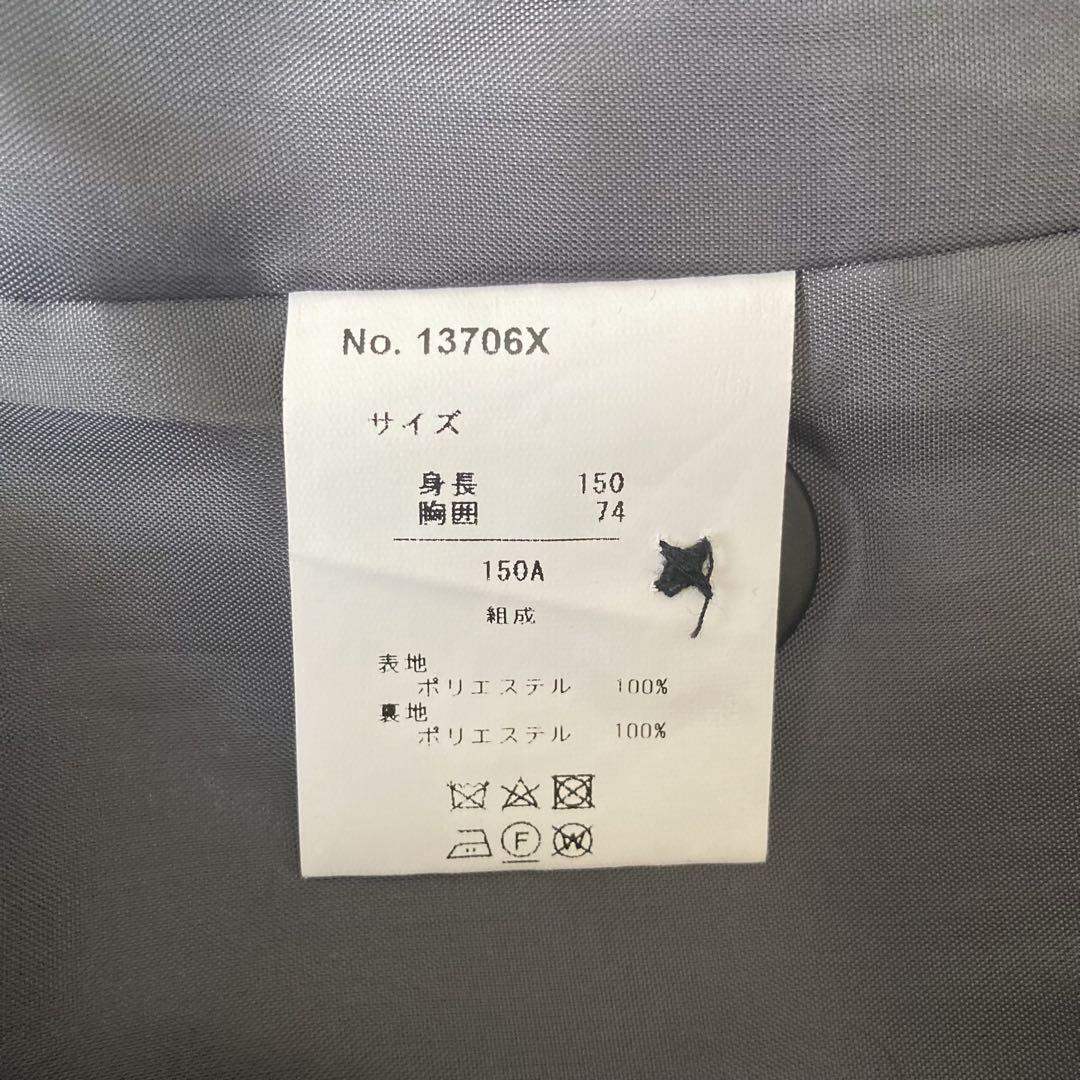 No. 13706X
サイズ
身長 150
胸囲 74
150A
組成
表地
ポリエステル 100%
裏地
ポリエステル 100%
F W